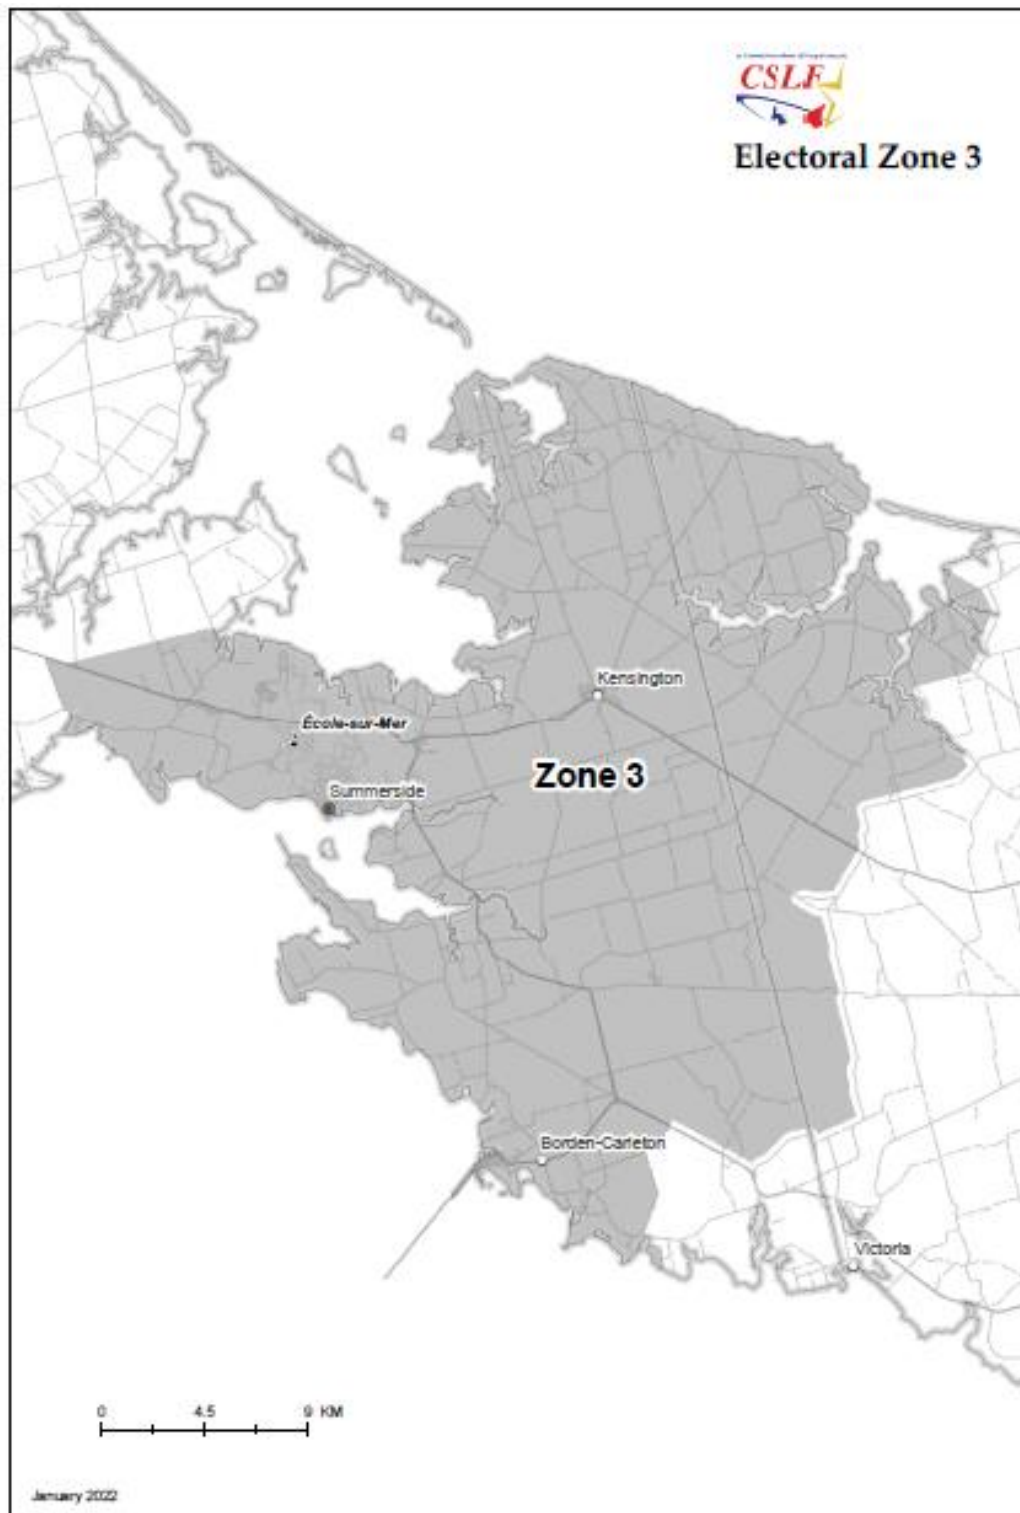 CSLF
Electoral Zone 3
Kensington
École-sur-Mer
Zone 3
Summerside
Borden-Carleton
Victoria
0 4.5 9 KM
January 2022